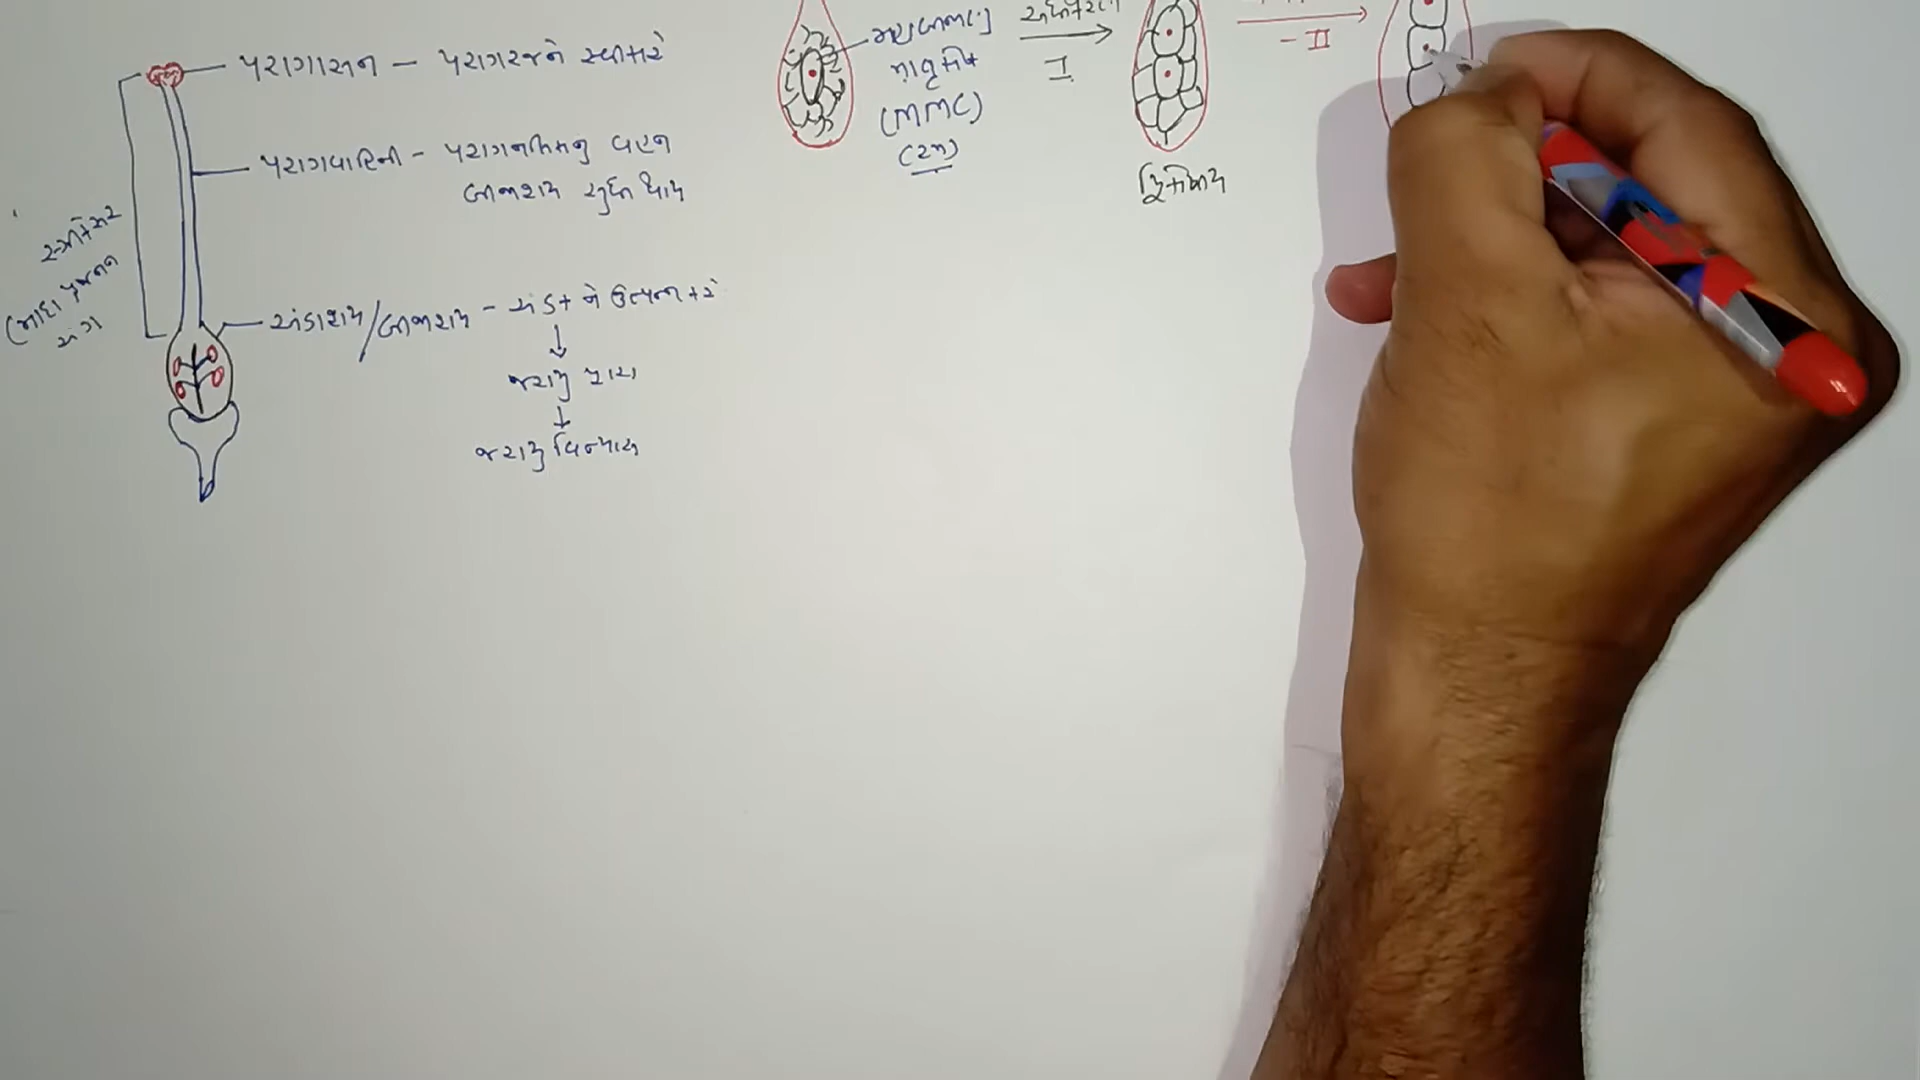 પરાગાસન - પરાગરજને સ્વીકારે
પરાગવાહિની - પરાગનલિકાનુ વહન
બીજાશય સુધી થાય
સ્ત્રીકેસર
(માદા પ્રજનન
અંગ
અંડાશય/બીજાશય - અંડકને ઉત્પન્ન કરે
↓
જરાયુ
↓
જરાયુવિન્યાસ
મહાબીજાણુ
માતૃકોષ
(MMC)
(2n)
અર્ધીકરણ
I
દ્વિકોષીય
- II